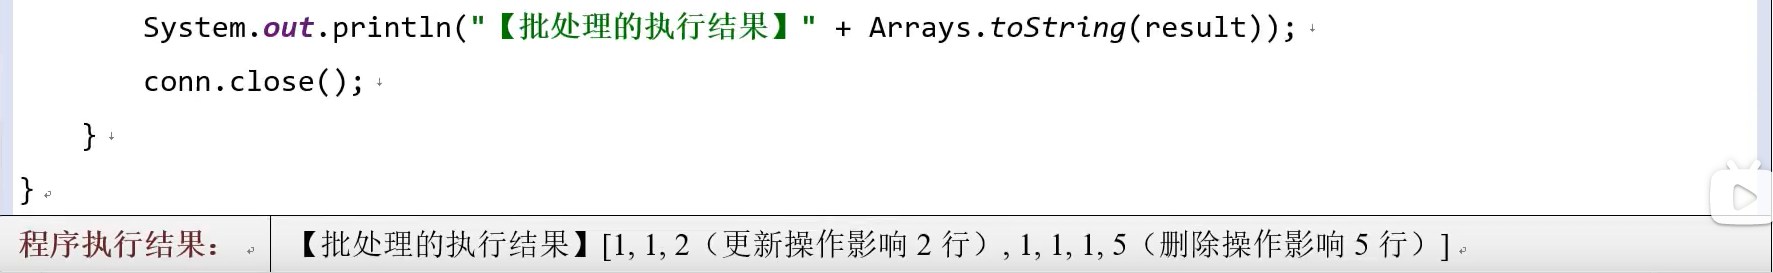 System.out.println("【批处理的执行结果】" + Arrays.toString(result));
conn.close();
}
}
程序执行结果： 【批处理的执行结果】[1, 1, 2（更新操作影响 2 行）, 1, 1, 1, 5（删除操作影响 5 行）]